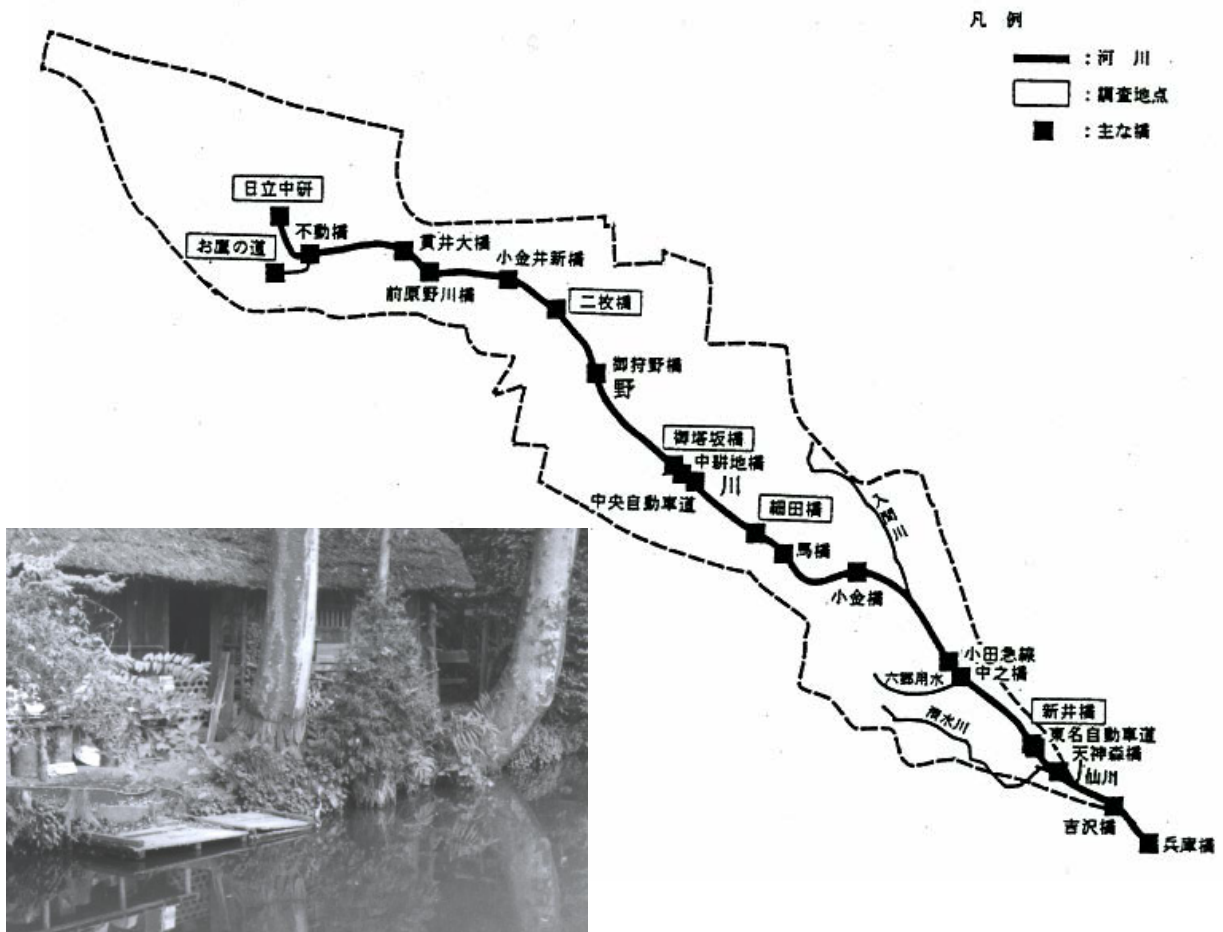 凡 例
：河 川
：調査地点
：主な橋
日立中研
不動橋
お鷹の道
貫井大橋
小金井新橋
前原野川橋
二枚橋
御狩野橋
野
御塔坂橋
中耕地橋
川
中央自動車道
細田橋
馬橋
入間川
小金橋
小田急線
中之橋
六郷用水
新井橋
清水川
東名自動車道
天神森橋
仙川
吉沢橋
兵庫橋